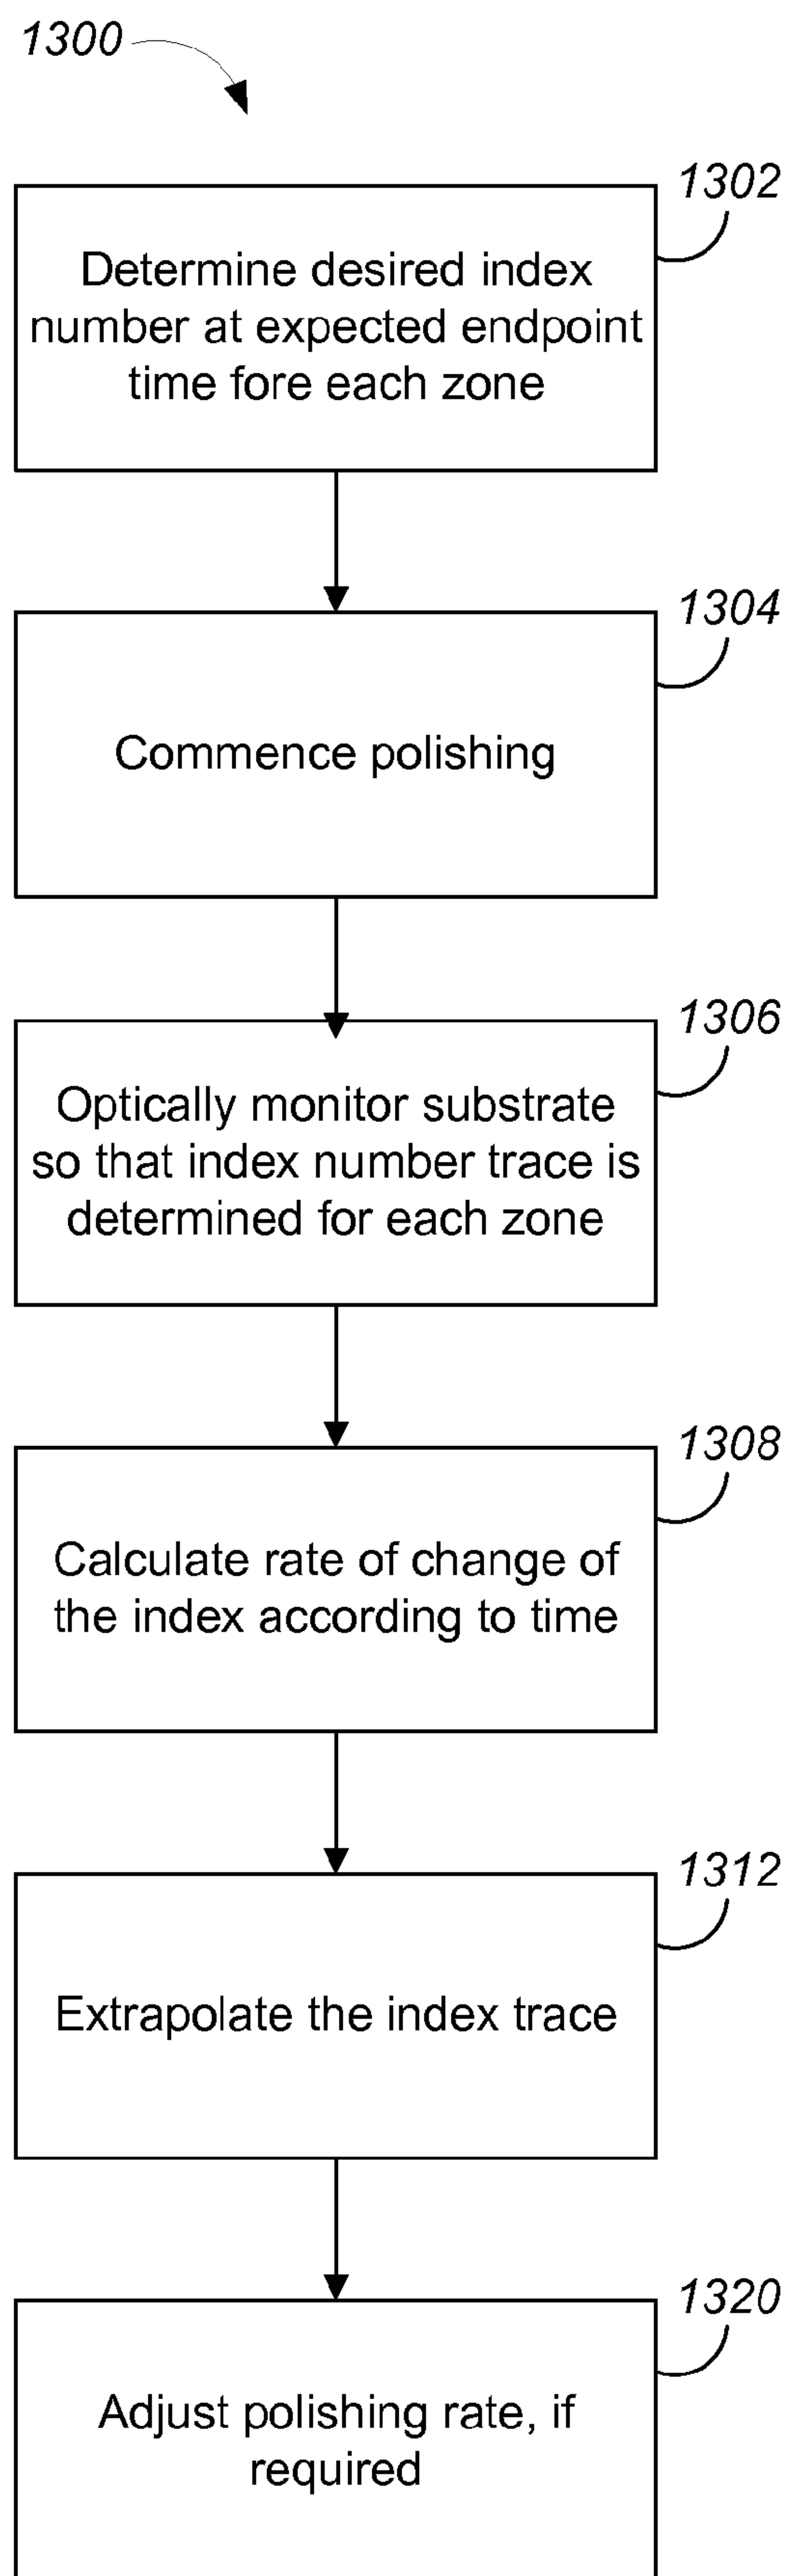 1300
1302
Determine desired index
number at expected endpoint
time fore each zone
1304
Commence polishing
1306
Optically monitor substrate
so that index number trace is
determined for each zone
1308
Calculate rate of change of
the index according to time
1312
Extrapolate the index trace
1320
Adjust polishing rate, if
required